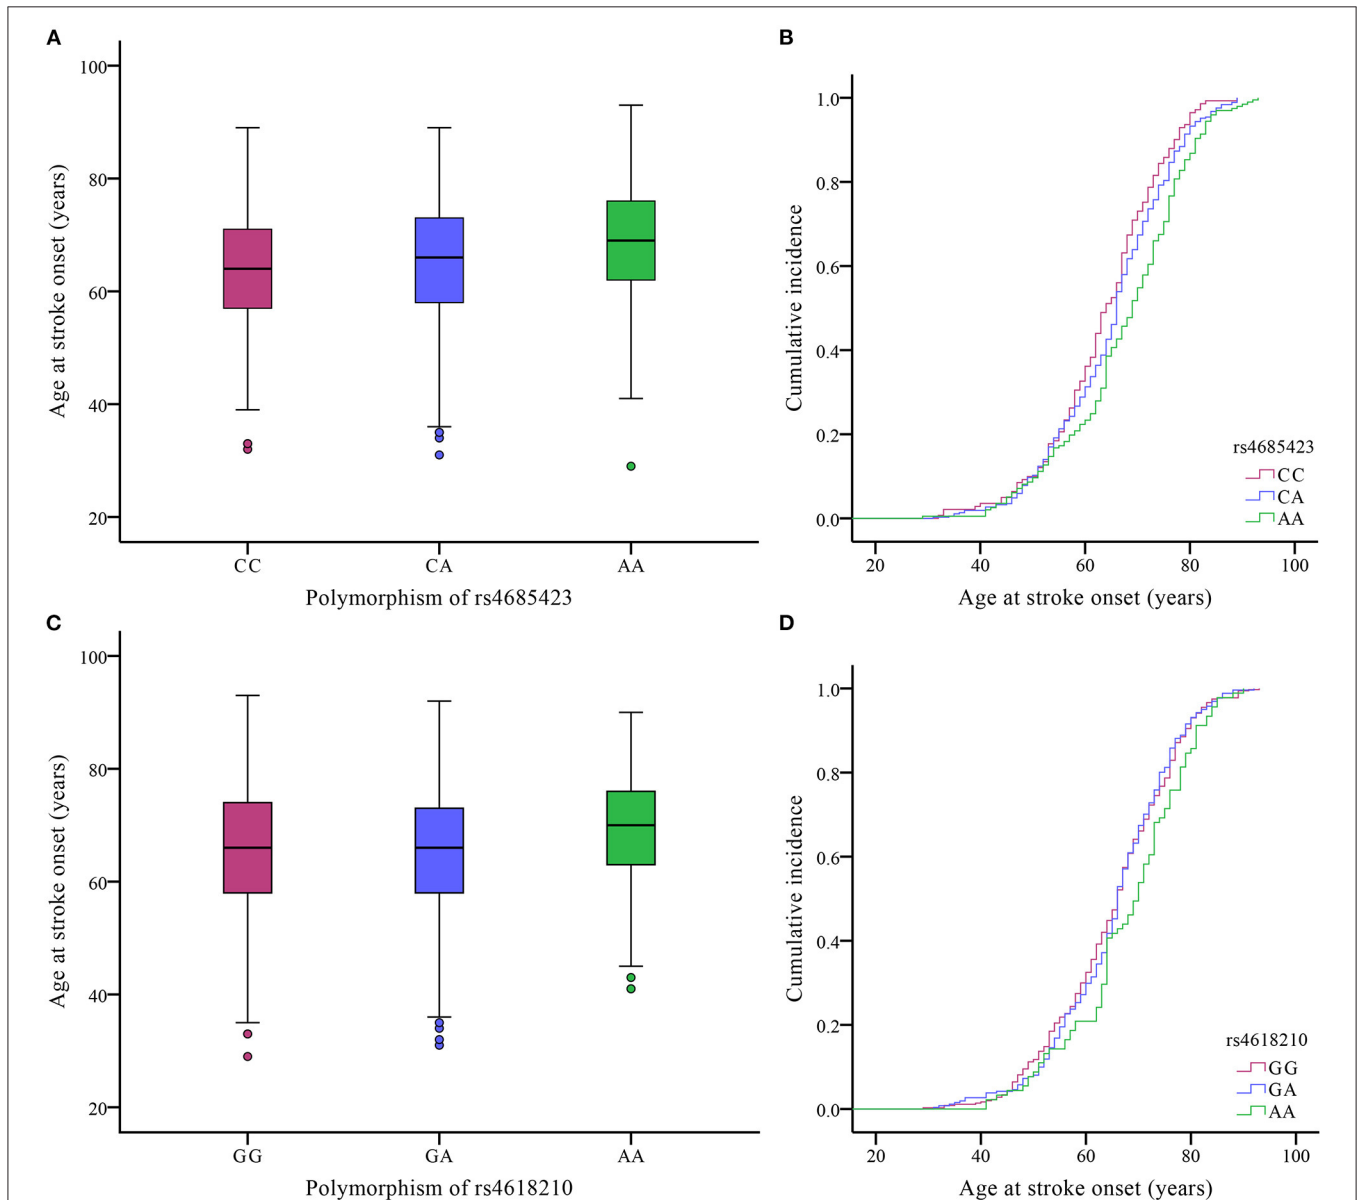 A
100
80
60
40
20
Age at stroke onset (years)
CC CA AA
Polymorphism of rs4685423
B
1.0
0.8
0.6
0.4
0.2
0.0
Cumulative incidence
rs4685423
CC
CA
AA
20 40 60 80 100
Age at stroke onset (years)
C
100
80
60
40
20
Age at stroke onset (years)
GG GA AA
Polymorphism of rs4618210
D
1.0
0.8
0.6
0.4
0.2
0.0
Cumulative incidence
rs4618210
GG
GA
AA
20 40 60 80 100
Age at stroke onset (years)